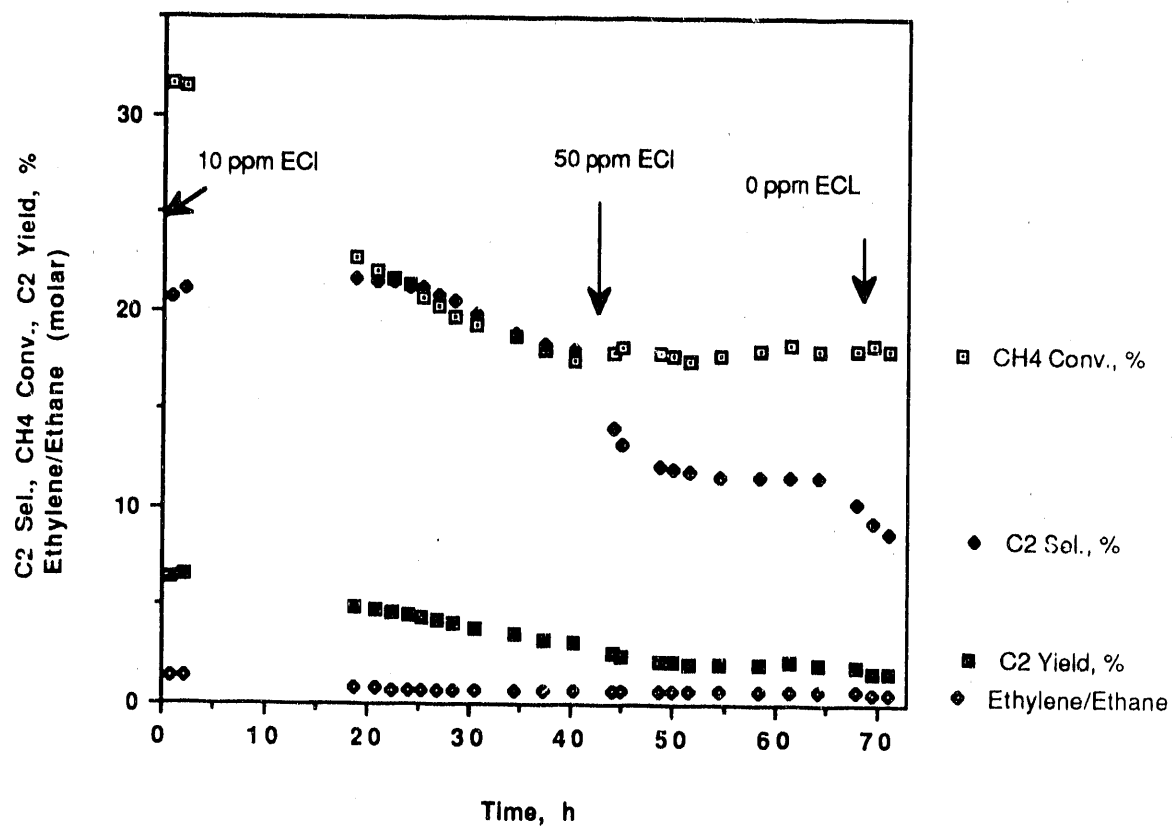 C2 Sel., CH4 Conv., C2 Yield, %
Ethylene/Ethane (molar)
30
20
10
0
10 ppm ECl
50 ppm ECl
0 ppm ECL
CH4 Conv., %
C2 Sel., %
C2 Yield, %
Ethylene/Ethane
0 10 20 30 40 50 60 70
Time, h